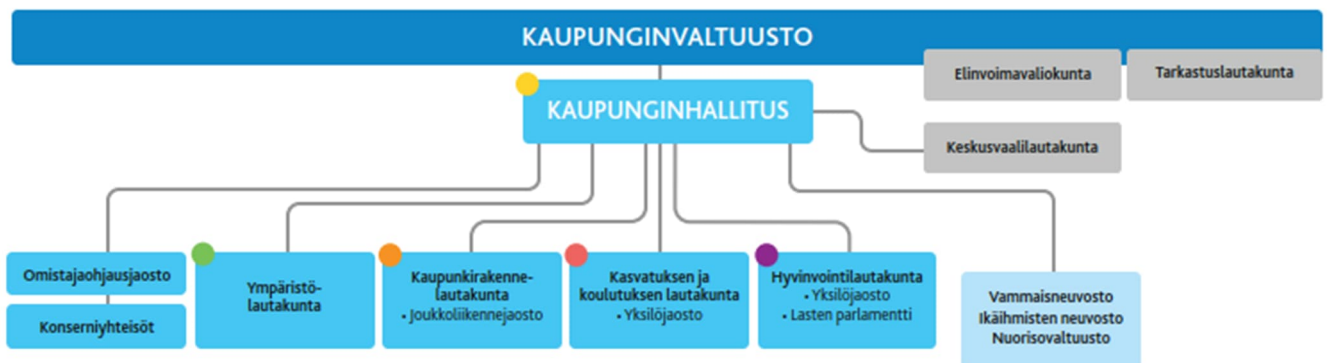 KAUPUNGINVALTUUSTO
Elinvoimavaliokunta
Tarkastuslautakunta
KAUPUNGINHALLITUS
Keskusvaalilautakunta
Omistajaohjausjaosto
Konserniyhteisöt
Ympäristö-
lautakunta
Kaupunkirakenne-
lautakunta
• Joukkoliikennejaosto
Kasvatuksen ja
koulutuksen lautakunta
• Yksilöjaosto
Hyvinvointilautakunta
• Yksilöjaosto
• Lasten parlamentti
Vammaisneuvosto
Ikäihmisten neuvosto
Nuorisovaltuusto